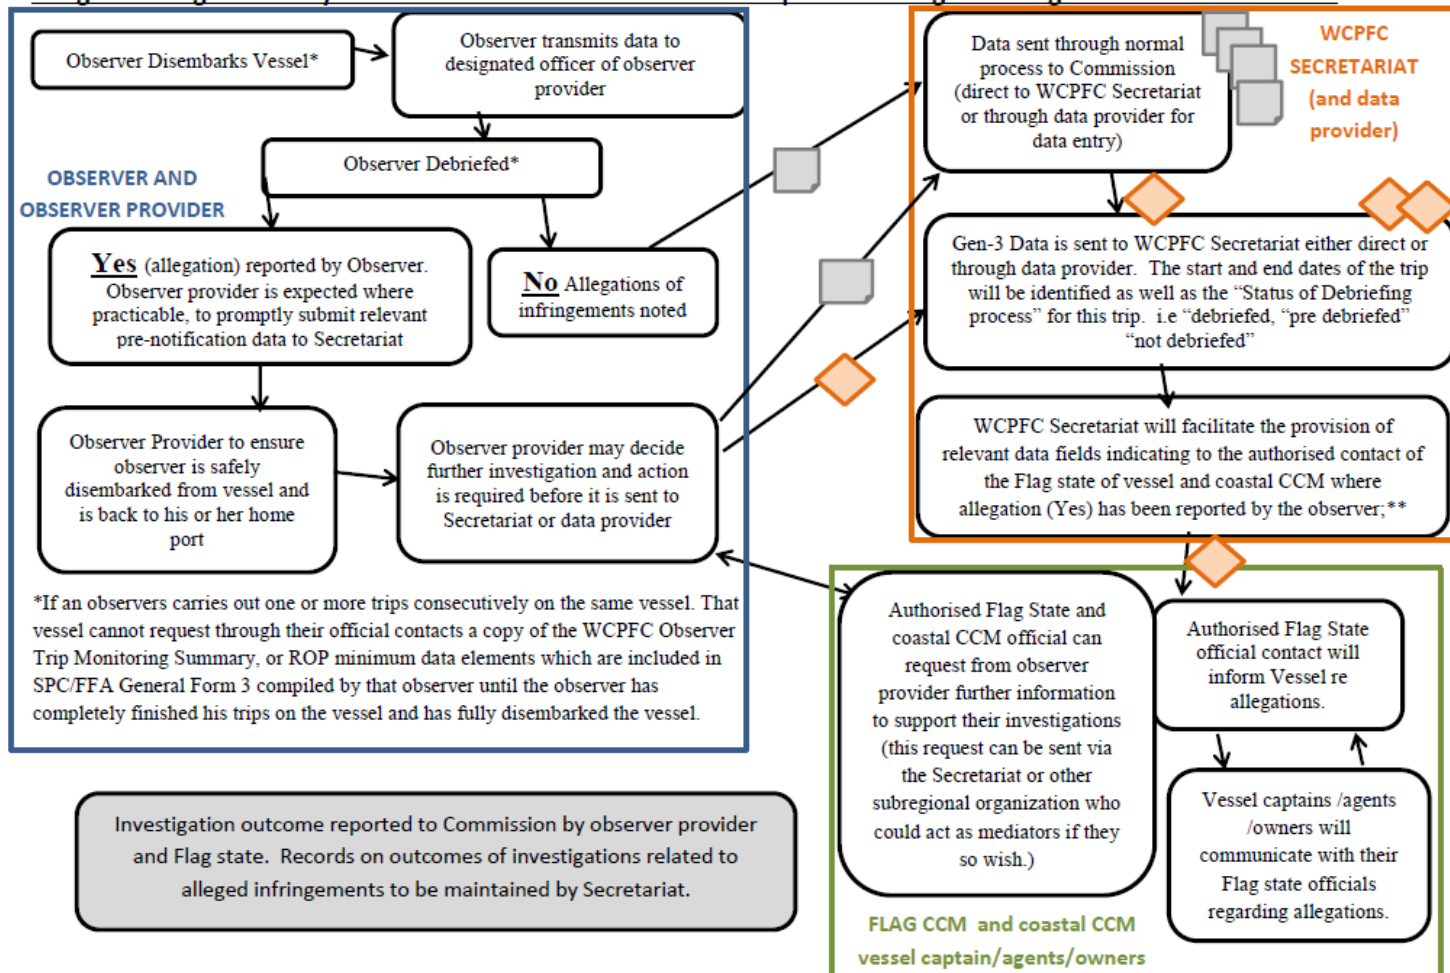 Observer Disembarks Vessel*
Observer transmits data to
designated officer of observer
provider
Observer Debriefed*
OBSERVER AND
OBSERVER PROVIDER
Yes (allegation) reported by Observer.
Observer provider is expected where
practicable, to promptly submit relevant
pre-notification data to Secretariat
No Allegations of
infringements noted
Observer Provider to ensure
observer is safely
disembarked from vessel and
is back to his or her home
port
Observer provider may decide
further investigation and action
is required before it is sent to
Secretariat or data provider
*If an observers carries out one or more trips consecutively on the same vessel. That
vessel cannot request through their official contacts a copy of the WCPFC Observer
Trip Monitoring Summary, or ROP minimum data elements which are included in
SPC/FFA General Form 3 compiled by that observer until the observer has
completely finished his trips on the vessel and has fully disembarked the vessel.
Investigation outcome reported to Commission by observer provider
and Flag state. Records on outcomes of investigations related to
alleged infringements to be maintained by Secretariat.
Data sent through normal
process to Commission
(direct to WCPFC Secretariat
or through data provider for
data entry)
WCPFC
SECRETARIAT
(and data
provider)
Gen-3 Data is sent to WCPFC Secretariat either direct or
through data provider. The start and end dates of the trip
will be identified as well as the “Status of Debriefing
process” for this trip. i.e “debriefed, “pre debriefed”
“not debriefed”
WCPFC Secretariat will facilitate the provision of
relevant data fields indicating to the authorised contact of
the Flag state of vessel and coastal CCM where
allegation (Yes) has been reported by the observer;**
Authorised Flag State and
coastal CCM official can
request from observer
provider further information
to support their investigations
(this request can be sent via
the Secretariat or other
subregional organization who
could act as mediators if they
so wish.)
Authorised Flag State
official contact will
inform Vessel re
allegations.
Vessel captains /agents
/owners will
communicate with their
Flag state officials
regarding allegations.
FLAG CCM and coastal CCM
vessel captain/agents/owners